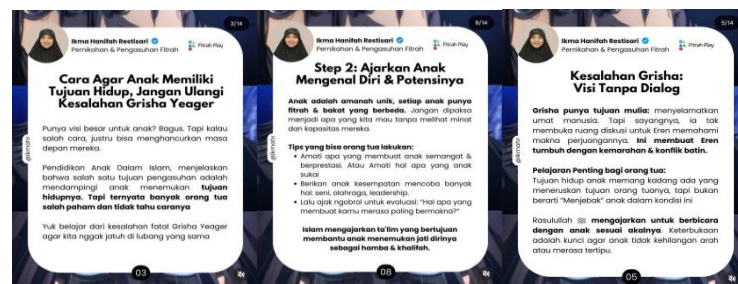 3/14
Ikma Hanifah Restisari
Pernikahan & Pengasuhan Fitrah
Fitrah Play
Cara Agar Anak Memiliki
Tujuan Hidup, Jangan Ulangi
Kesalahan Grisha Yeager
Punya visi besar untuk anak? Bagus. Tapi kalau
salah cara, justru bisa menghancurkan masa
depan mereka.
Pendidikan Anak Dalam Islam, menjelaskan
bahwa salah satu tujuan pengasuhan adalah
mendampingi anak menemukan tujuan
hidupnya. Tapi ternyata banyak orang tua
salah paham dan tidak tahu caranya
Yuk belajar dari kesalahan fatal Grisha Yeager
agar kita nggak jatuh di lubang yang sama
@ikmahr
03
8/14
Ikma Hanifah Restisari
Pernikahan & Pengasuhan Fitrah
Fitrah Play
Step 2: Ajarkan Anak
Mengenal Diri & Potensinya
Anak adalah amanah unik, setiap anak punya
fitrah & bakat yang berbeda. Jangan dipaksa
menjadi apa yang kita mau tanpa melihat minat
dan kapasitas mereka.
Tips yang bisa orang tua lakukan:
• Amati apa yang membuat anak semangat &
berprestasi. Atau Amati hal apa yang anak
sukai
• Berikan anak kesempatan mencoba banyak
hal: seni, olahraga, leadership.
• Lalu ajak ngobrol untuk evaluasi: "Hal apa yang
membuat kamu merasa paling bermakna?"
Islam mengajarkan ta'lim yang bertujuan
membantu anak menemukan jati dirinya
sebagai hamba & khalifah.
@ikmahr
08
5/14
Ikma Hanifah Restisari
Pernikahan & Pengasuhan Fitrah
Fitrah Play
Kesalahan Grisha:
Visi Tanpa Dialog
Grisha punya tujuan mulia: menyelamatkan
umat manusia. Tapi sayangnya, ia tak
membuka ruang diskusi untuk Eren memahami
makna perjuangannya. Ini membuat Eren
tumbuh dengan kemarahan & konflik batin.
Pelajaran Penting bagi orang tua:
Tujuan hidup anak memang kadang ada yang
meneruskan tujuan orang tuanya, tapi bukan
berarti "Menjebak" anak dalam kondisi ini
Rasulullah ﷺ mengajarkan untuk berbicara
dengan anak sesuai akalnya. Keterbukaan
adalah kunci agar anak tidak kehilangan arah
atau merasa tertipu.
@ikmahr
05